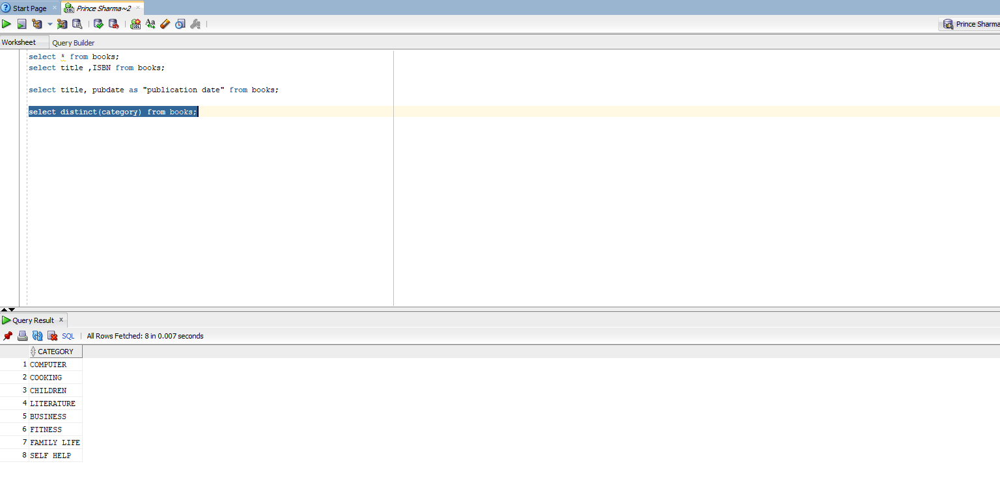 Start Page
Prince Sharma~2
Prince Sharma
Worksheet
Query Builder
select * from books;
select title ,ISBN from books;
select title, pubdate as "publication date" from books;
select distinct(category) from books;
Query Result x
SQL | All Rows Fetched: 8 in 0.007 seconds
CATEGORY
1 COMPUTER
2 COOKING
3 CHILDREN
4 LITERATURE
5 BUSINESS
6 FITNESS
7 FAMILY LIFE
8 SELF HELP